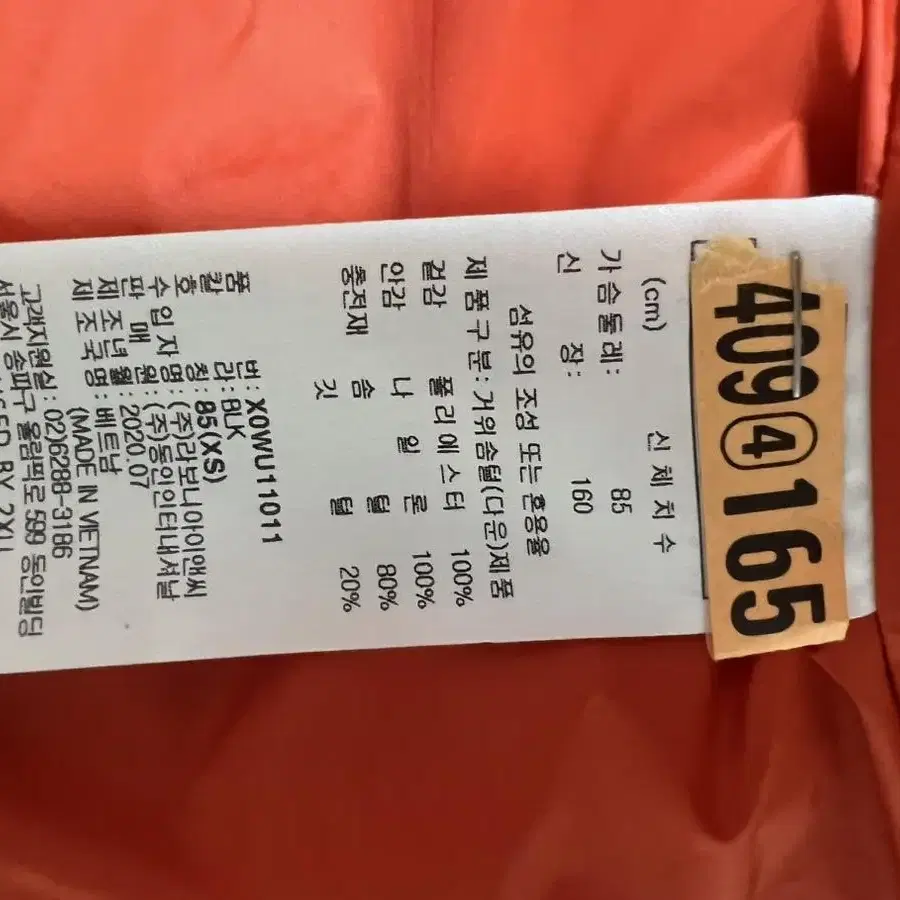 409④165
신 체 치 수
(cm)
가슴둘레: 85
신 장: 160
섬유의 조성 또는 혼용율
제 품 구 분: 거위솜털(다운)제품
겉감 폴리에스터 100%
안감 나 일 론 100%
충전재 솜 털 80%
깃 털 20%
품 번: X0WU11011
칼 라: BLK
호 칭: 85(XS)
수 입 자 명: (주)라보니아이앤씨
판 매 원: (주)동인인터내셔날
제 조 년 월: 2020.07
제 조 국 명: 베트남
(MADE IN VIETNAM)
고객지원실: 02)6288-3186
서울시 송파구 올림픽로 599 동인빌딩
BY 2XU